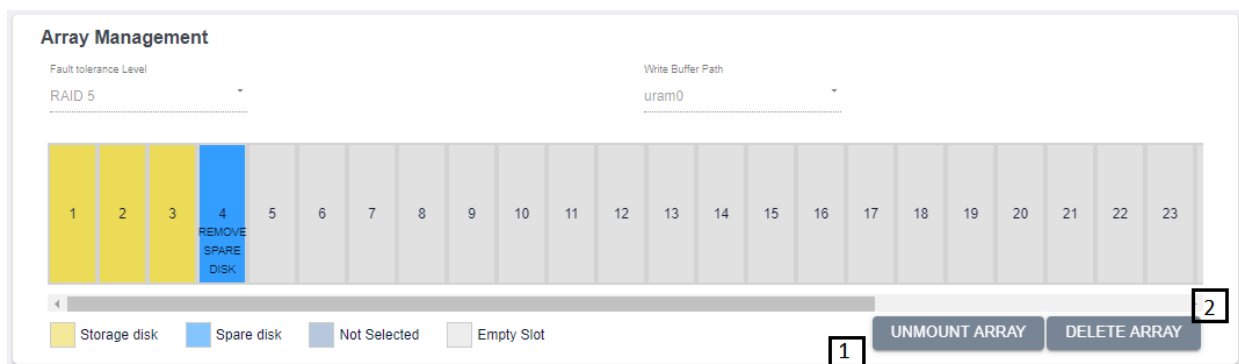 Array Management
Fault tolerance Level
Write Buffer Path
RAID 5
uram0
1 2 3 4 5 6 7 8 9 10 11 12 13 14 15 16 17 18 19 20 21 22 23
REMOVE
SPARE
DISK
2
Storage disk Spare disk Not Selected Empty Slot
UNMOUNT ARRAY DELETE ARRAY
1